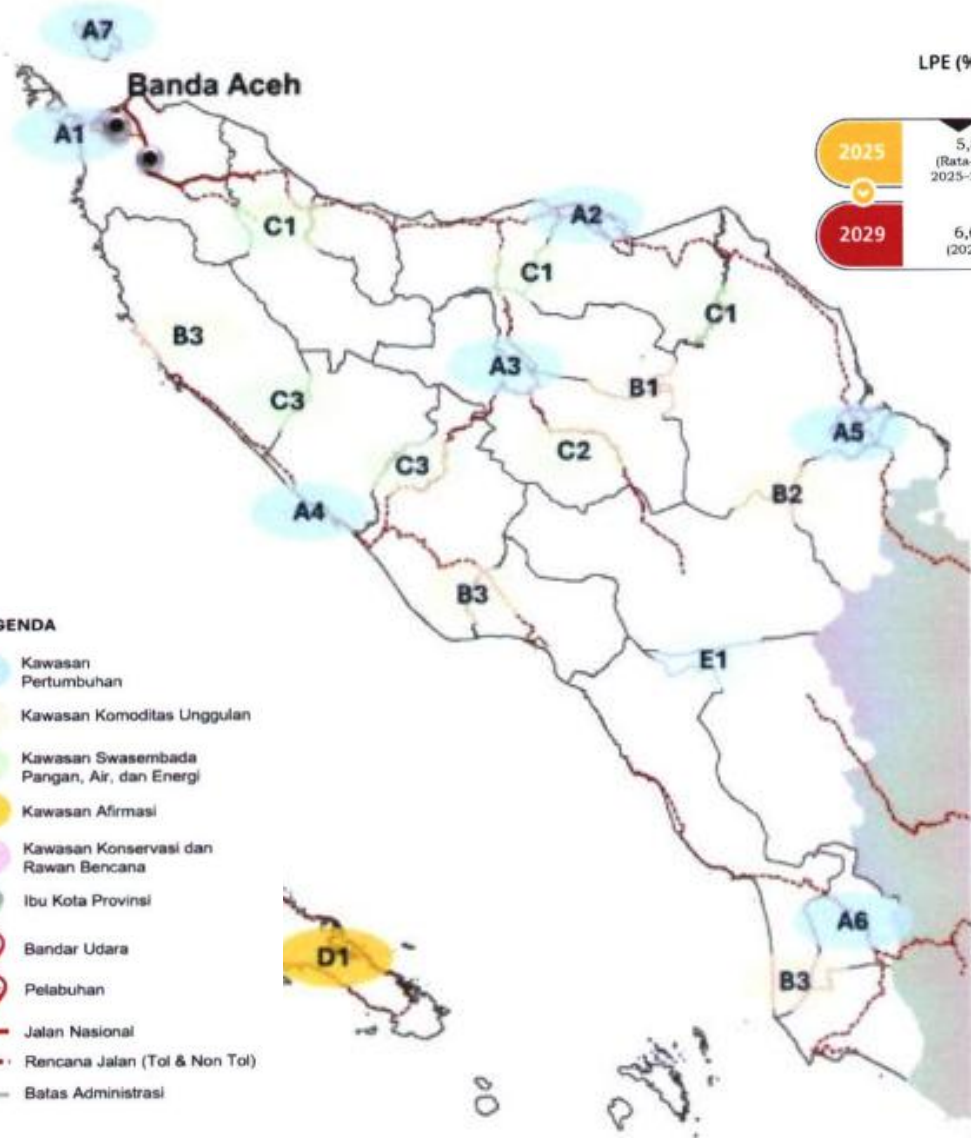 A7
LPE (%
Banda Aceh
A1
2025
5,
(Rata-
2025-
2029
6,
(202
A2
C1
C1
C1
B3
A3
B1
C3
A5
C2
C3
B2
A4
B3
E1
GENDA
Kawasan
Pertumbuhan
Kawasan Komoditas Unggulan
Kawasan Swasembada
Pangan, Air, dan Energi
Kawasan Afirmasi
Kawasan Konservasi dan
Rawan Bencana
Ibu Kota Provinsi
Bandar Udara
Pelabuhan
Jalan Nasional
Rencana Jalan (Tol & Non Tol)
Batas Administrasi
A6
D1
B3